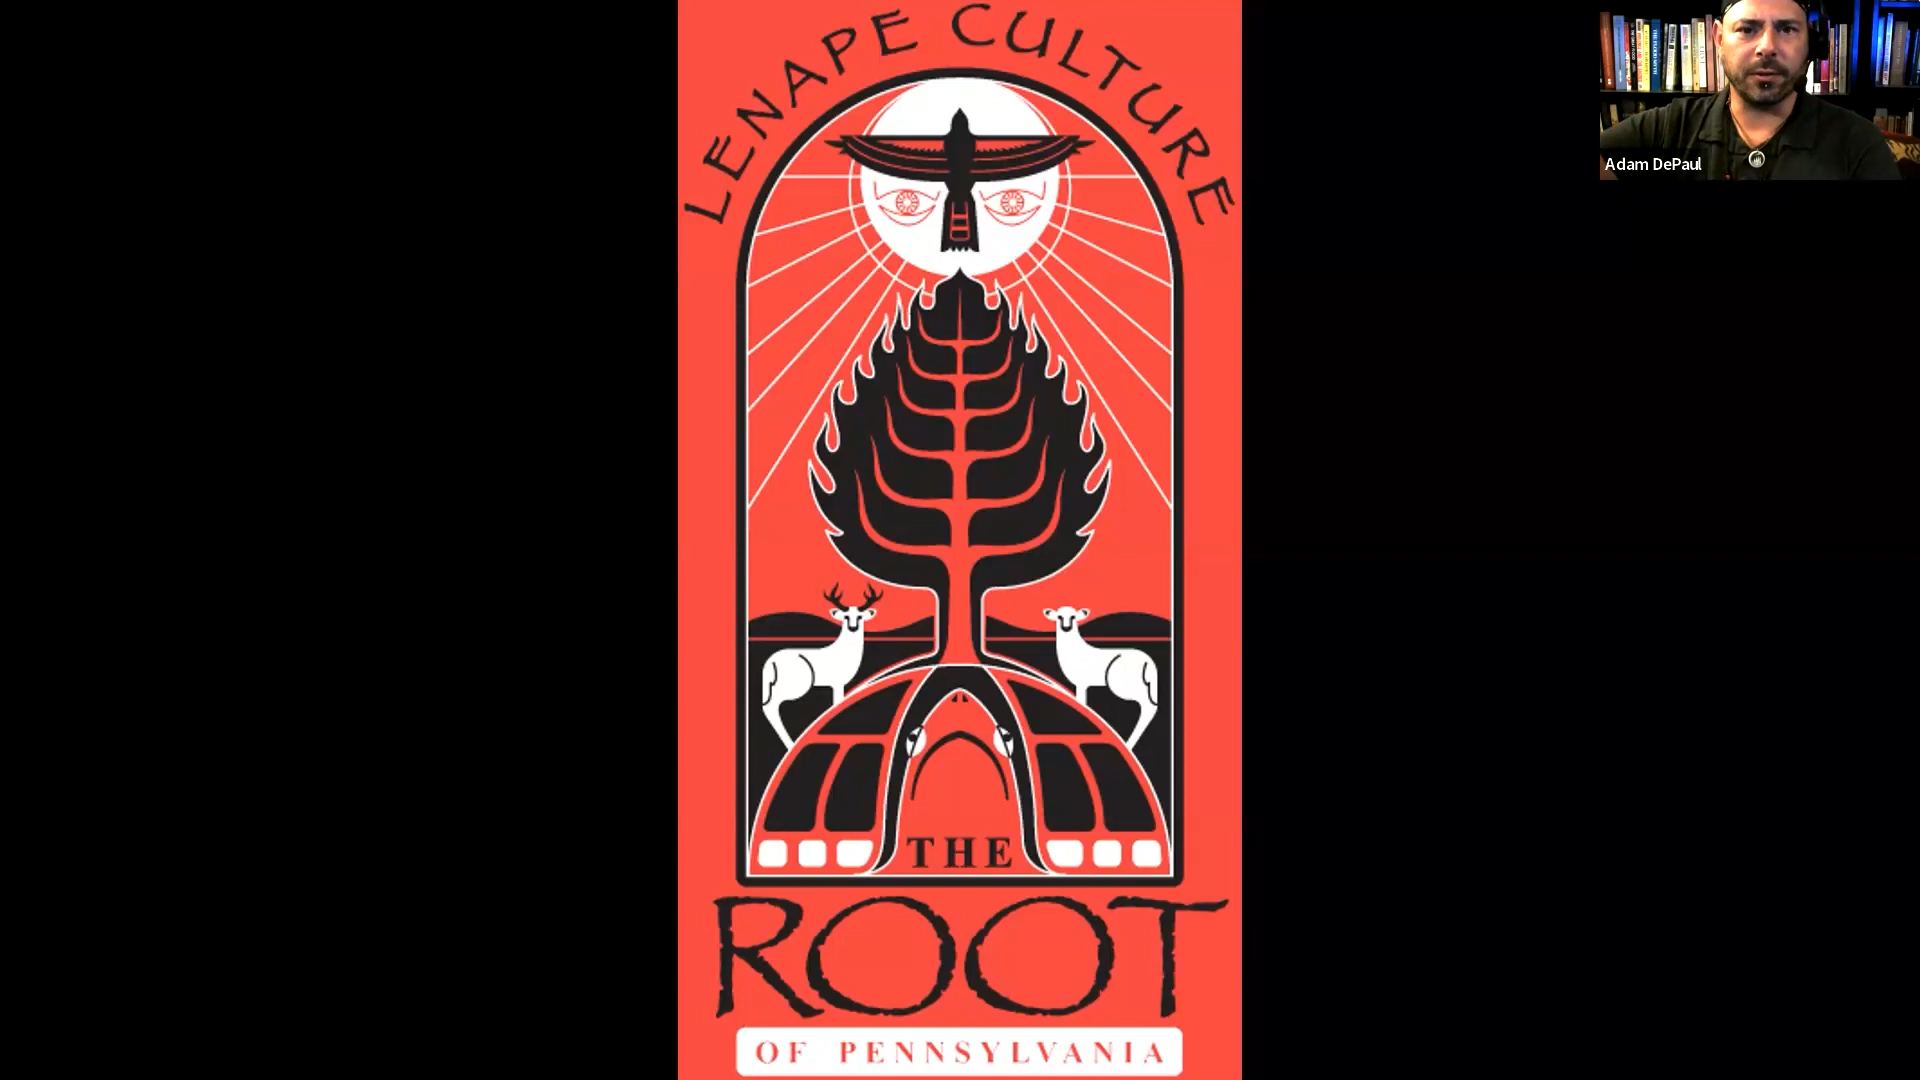 LENAPE CULTURE
THE
ROOT
OF PENNSYLVANIA
Adam DePaul